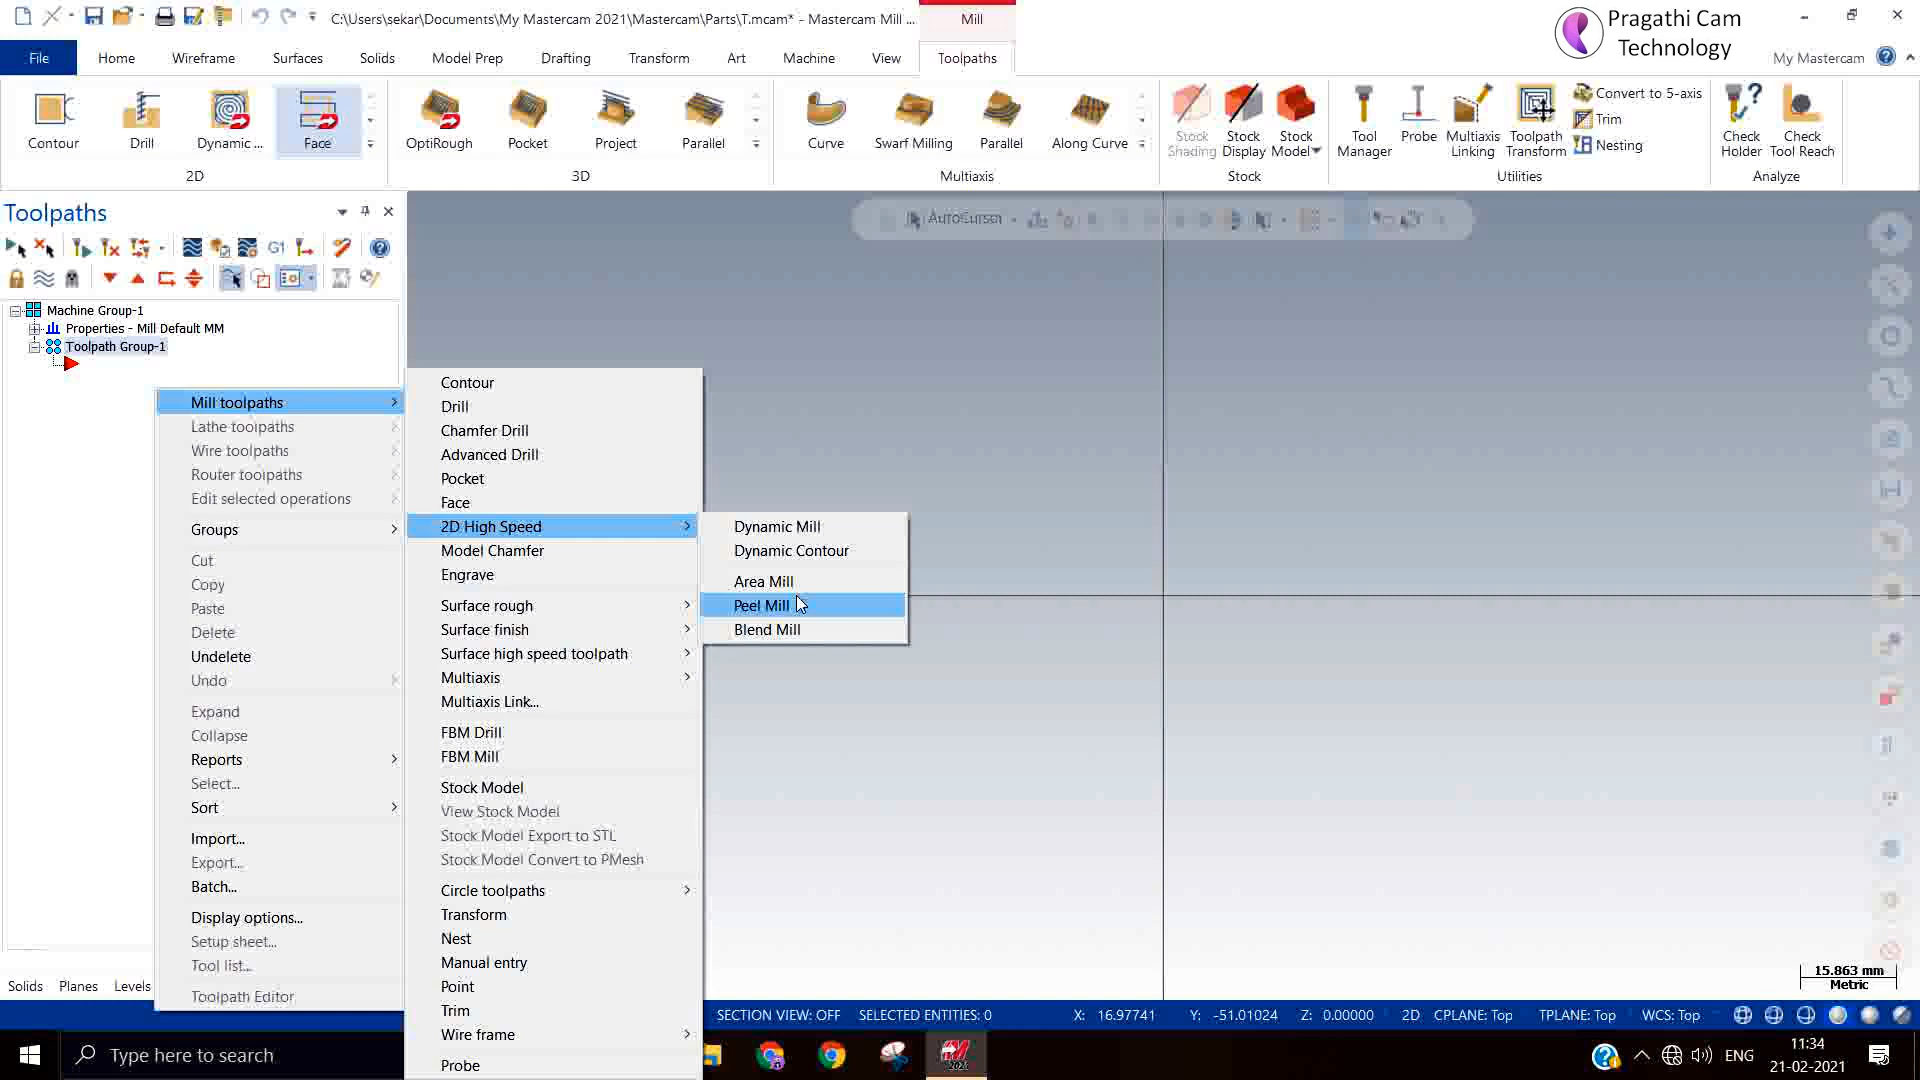 C:\Users\sekar\Documents\My Mastercam 2021\Mastercam\Parts\T.mcam* - Mastercam Mill ...
Mill
Pragathi Cam
Technology
File
Home
Wireframe
Surfaces
Solids
Model Prep
Drafting
Transform
Art
Machine
View
Toolpaths
My Mastercam
Contour
Drill
Dynamic ...
Face
OptiRough
Pocket
Project
Parallel
Curve
Swarf Milling
Parallel
Along Curve
Stock
Shading
Stock
Display
Stock
Model
Tool
Manager
Probe
Multiaxis
Linking
Toolpath
Transform
Convert to 5-axis
Trim
Nesting
Check
Holder
Check
Tool Reach
2D
3D
Multiaxis
Stock
Utilities
Analyze
Toolpaths
AutoCursor
G1
Machine Group-1
Properties - Mill Default MM
Toolpath Group-1
Mill toolpaths
Lathe toolpaths
Wire toolpaths
Router toolpaths
Edit selected operations
Groups
Cut
Copy
Paste
Delete
Undelete
Undo
Expand
Collapse
Reports
Select...
Sort
Import...
Export...
Batch...
Display options...
Setup sheet...
Tool list...
Toolpath Editor
Contour
Drill
Chamfer Drill
Advanced Drill
Pocket
Face
2D High Speed
Model Chamfer
Engrave
Surface rough
Surface finish
Surface high speed toolpath
Multiaxis
Multiaxis Link...
FBM Drill
FBM Mill
Stock Model
View Stock Model
Stock Model Export to STL
Stock Model Convert to PMesh
Circle toolpaths
Transform
Nest
Manual entry
Point
Trim
Wire frame
Probe
Dynamic Mill
Dynamic Contour
Area Mill
Peel Mill
Blend Mill
15.863 mm
Metric
Solids
Planes
Levels
SECTION VIEW: OFF
SELECTED ENTITIES: 0
X: 16.97741
Y: -51.01024
Z: 0.00000
2D
CPLANE: Top
TPLANE: Top
WCS: Top
Type here to search
2021
ENG
11:34
21-02-2021